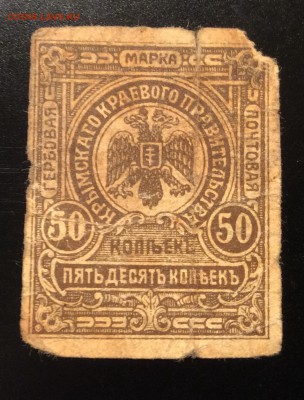 МАРКА
ГЕРБОВАЯ
ПОЧТОВАЯ
КРЫМСКАГО КРАЕВОГО ПРАВИТЕЛЬСТВА
50 50
КОПѢЕКЪ
ПЯТЬДЕСЯТЪ КОПѢЕКЪ